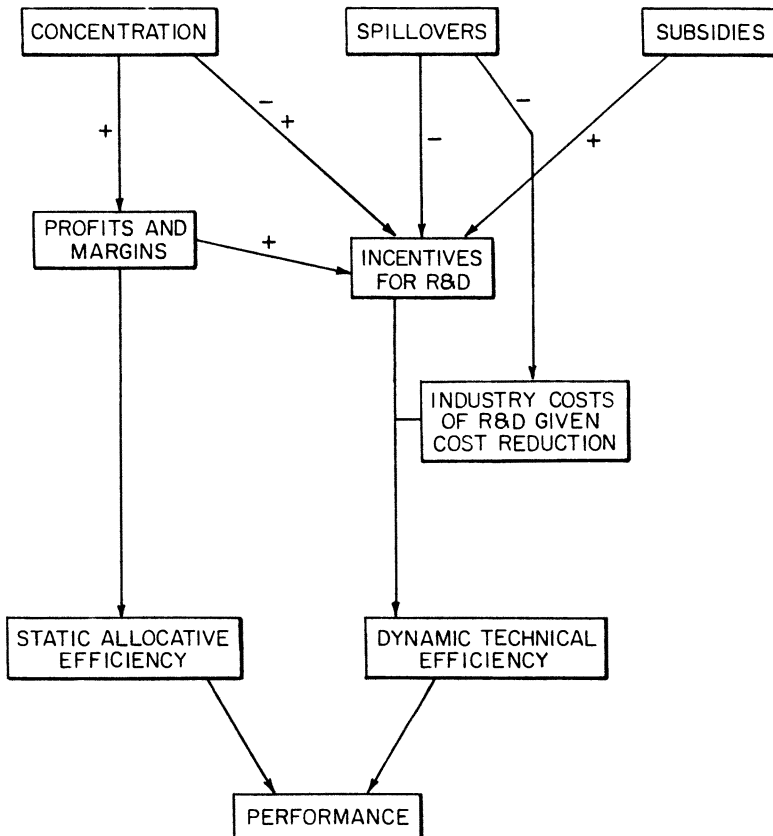 CONCENTRATION
SPILLOVERS
SUBSIDIES
+
-
+
-
-
+
PROFITS AND
MARGINS
+
INCENTIVES
FOR R&D
INDUSTRY COSTS
OF R&D GIVEN
COST REDUCTION
STATIC ALLOCATIVE
EFFICIENCY
DYNAMIC TECHNICAL
EFFICIENCY
PERFORMANCE